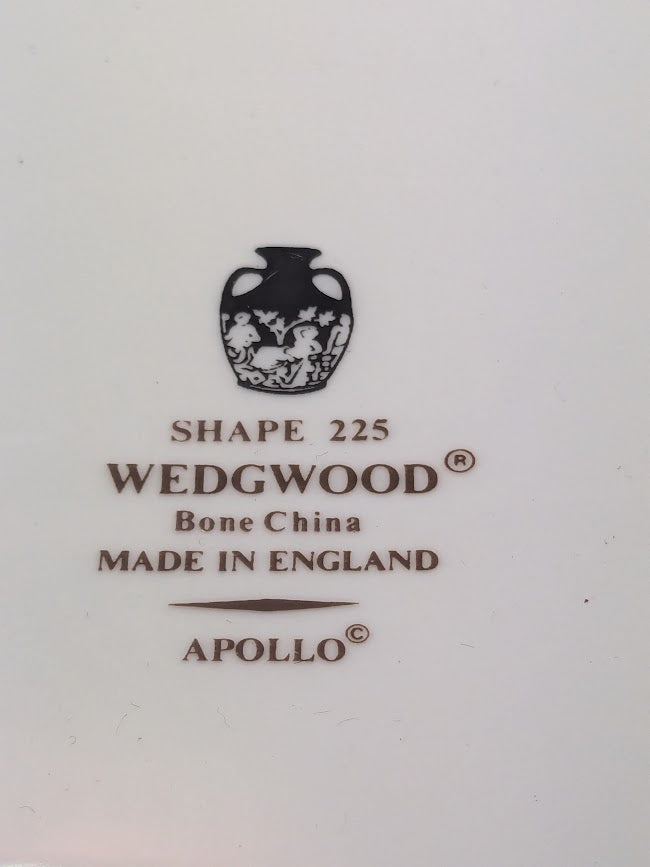 SHAPE 225
WEDGWOOD®
Bone China
MADE IN ENGLAND
APOLLO©